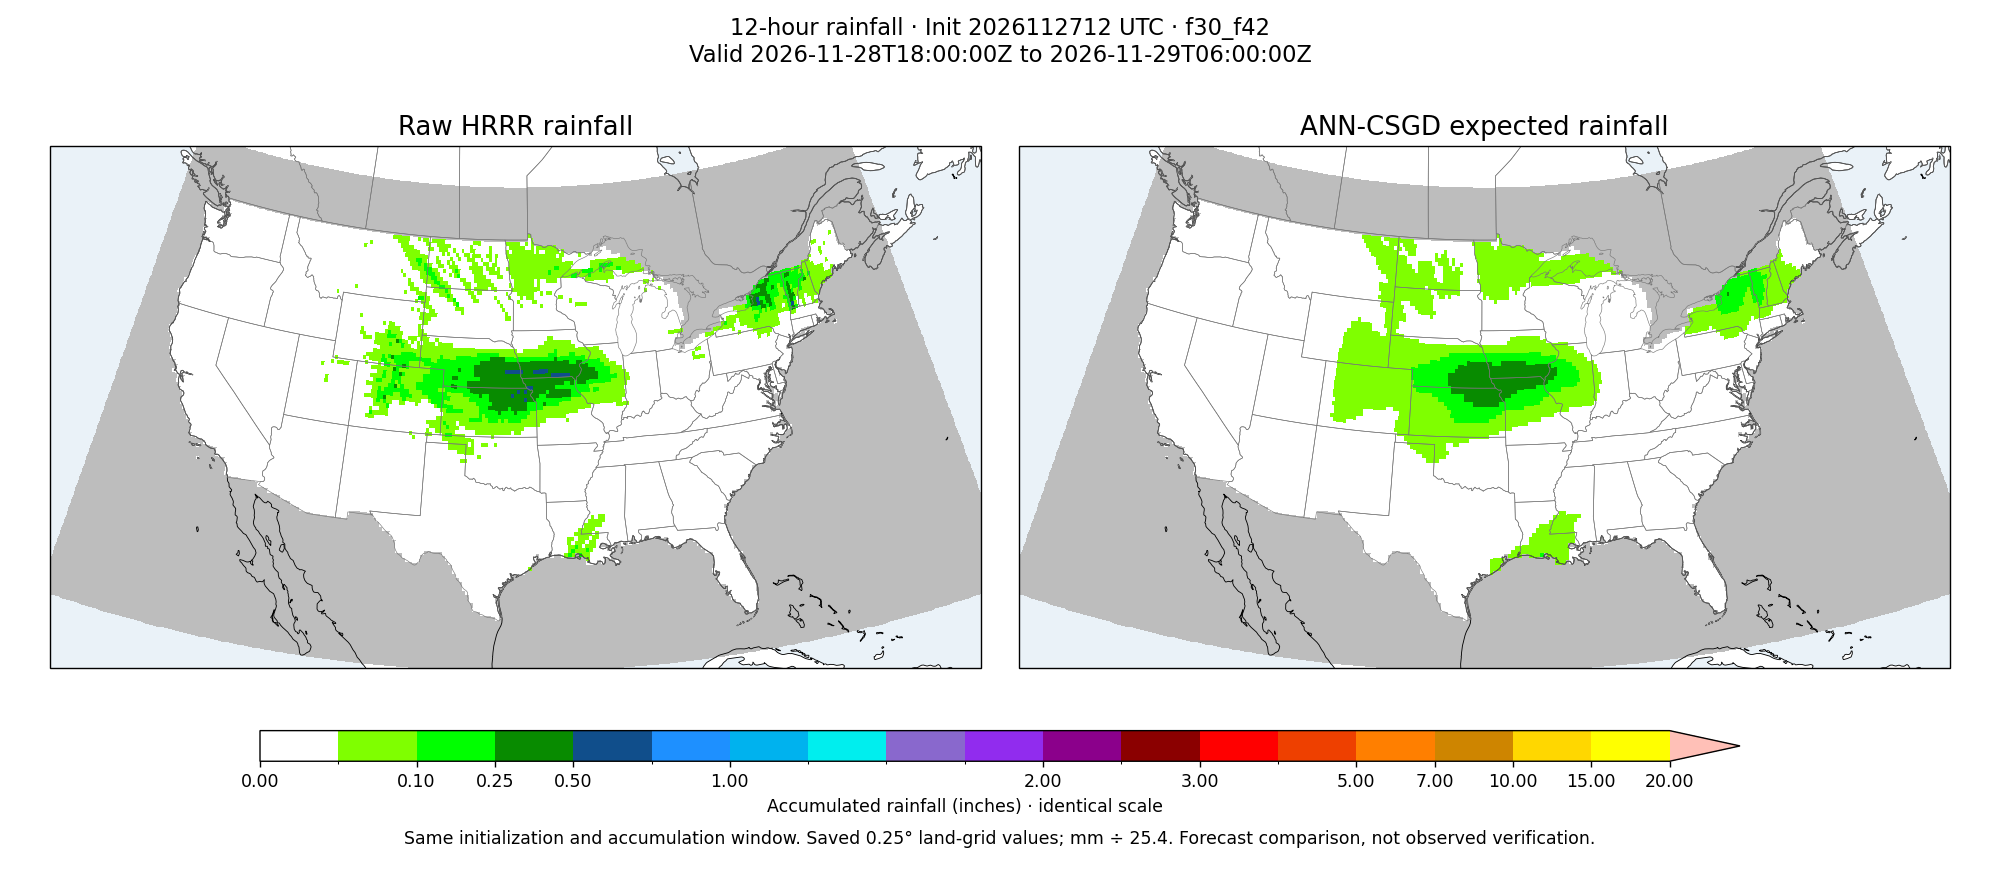 12-hour rainfall · Init 2026112712 UTC · f30_f42
Valid 2026-11-28T18:00:00Z to 2026-11-29T06:00:00Z
Raw HRRR rainfall
ANN-CSGD expected rainfall
0.00 0.10 0.25 0.50 1.00 2.00 3.00 5.00 7.00 10.00 15.00 20.00
Accumulated rainfall (inches) · identical scale
Same initialization and accumulation window. Saved 0.25° land-grid values; mm ÷ 25.4. Forecast comparison, not observed verification.